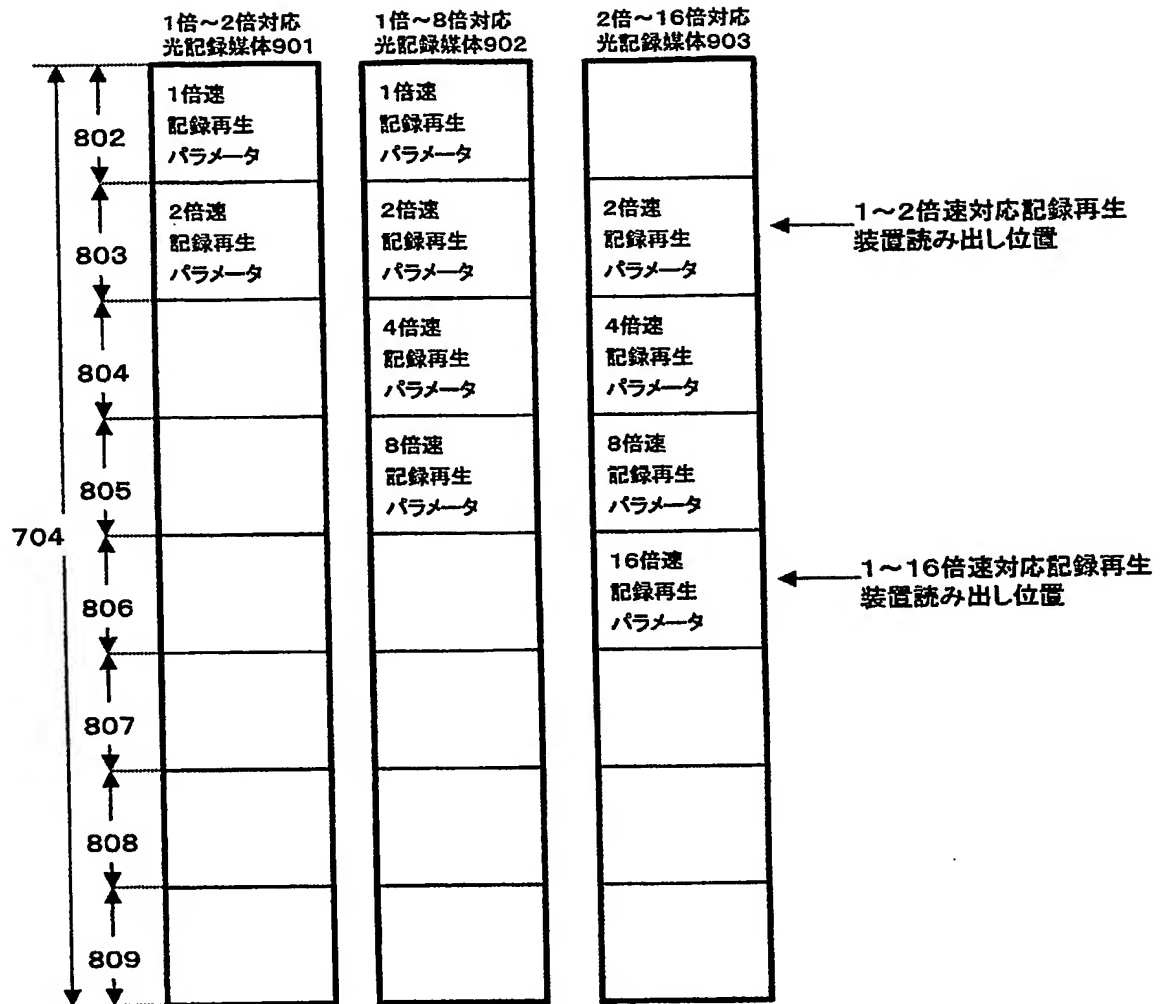 1倍～2倍対応
光記録媒体901
1倍～8倍対応
光記録媒体902
2倍～16倍対応
光記録媒体903
704
802
803
804
805
806
807
808
809
1倍速
記録再生
パラメータ
2倍速
記録再生
パラメータ
1倍速
記録再生
パラメータ
2倍速
記録再生
パラメータ
4倍速
記録再生
パラメータ
8倍速
記録再生
パラメータ
2倍速
記録再生
パラメータ
4倍速
記録再生
パラメータ
8倍速
記録再生
パラメータ
16倍速
記録再生
パラメータ
1～2倍速対応記録再生
装置読み出し位置
1～16倍速対応記録再生
装置読み出し位置